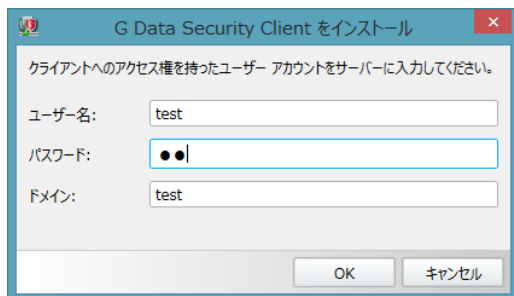 G Data Security Client をインストール
クライアントへのアクセス権を持ったユーザー アカウントをサーバーに入力してください。
ユーザー名: test
パスワード: ●●
ドメイン: test
OK キャンセル